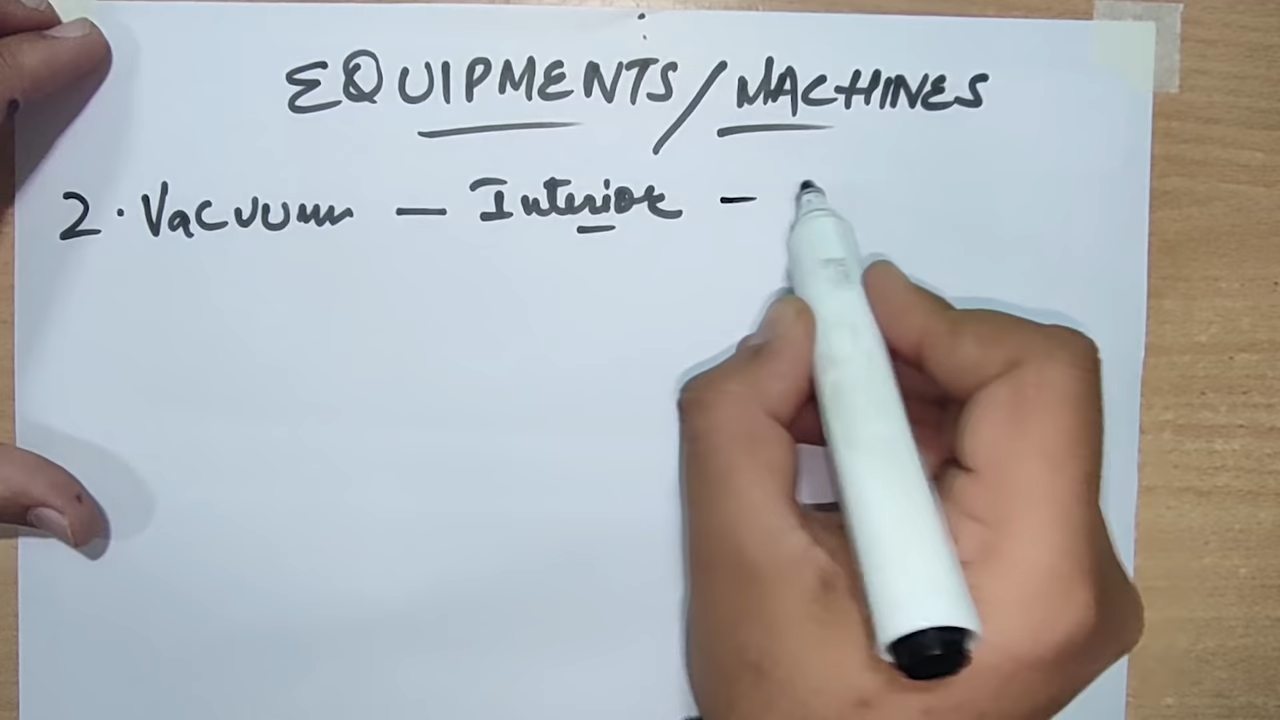 EQUIPMENTS/MACHINES
2. Vacuum — Interior -